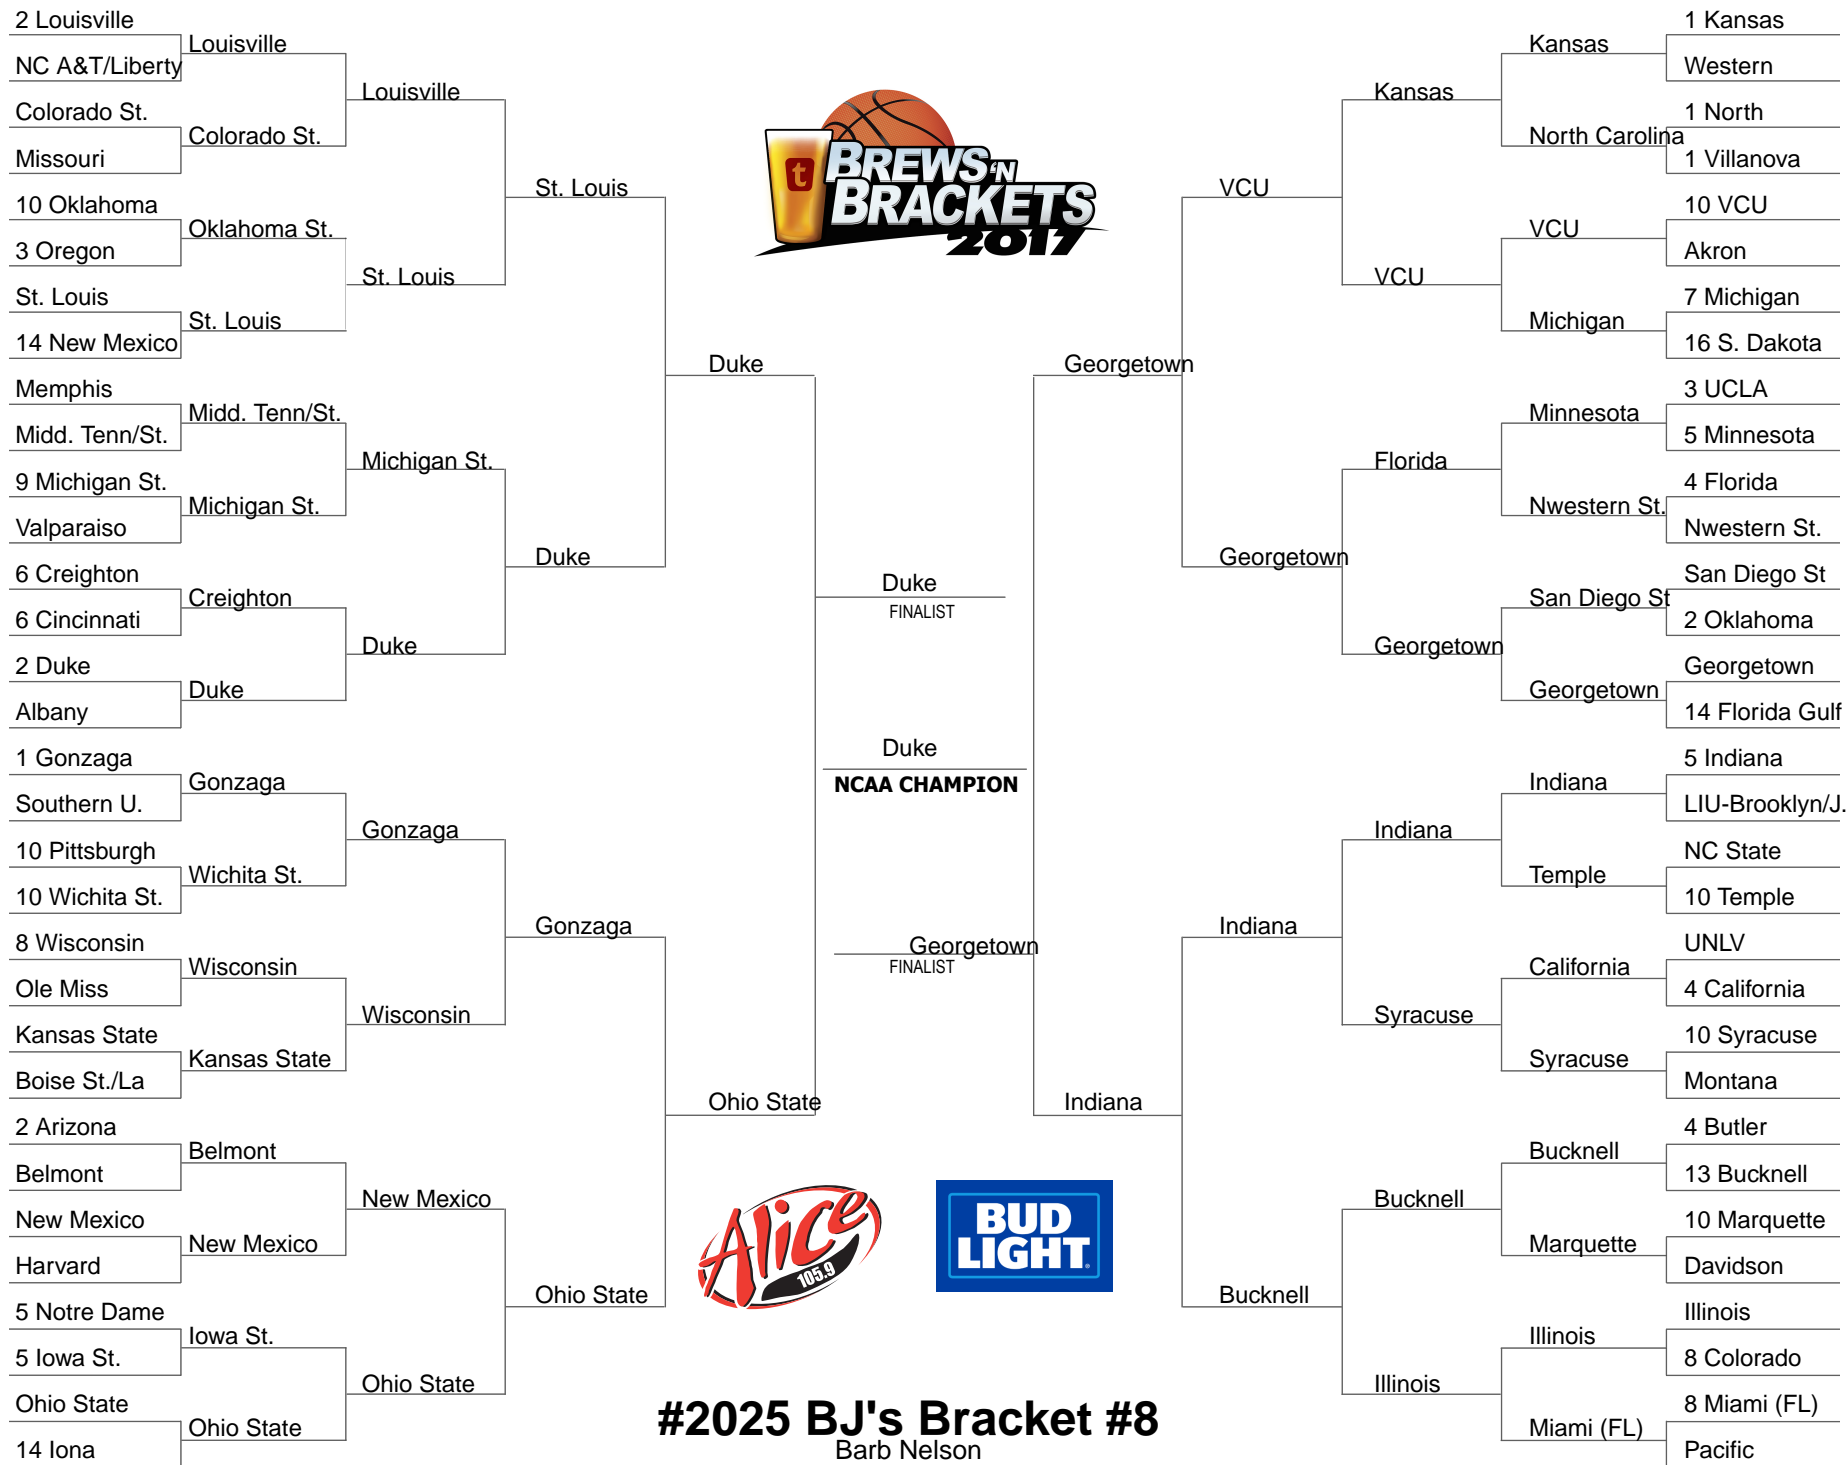 2 Louisville
NC A&T/Liberty
Colorado St.
Missouri
10 Oklahoma
3 Oregon
St. Louis
14 New Mexico
Memphis
Midd. Tenn/St.
9 Michigan St.
Valparaiso
6 Creighton
6 Cincinnati
2 Duke
Albany
1 Gonzaga
Southern U.
10 Pittsburgh
10 Wichita St.
8 Wisconsin
Ole Miss
Kansas State
Boise St./La
2 Arizona
Belmont
New Mexico
Harvard
5 Notre Dame
5 Iowa St.
Ohio State
14 Iona
Louisville
Colorado St.
Oklahoma St.
St. Louis
Midd. Tenn/St.
Michigan St.
Creighton
Duke
Gonzaga
Wichita St.
Wisconsin
Kansas State
Belmont
New Mexico
Iowa St.
Ohio State
Louisville
St. Louis
Michigan St.
Duke
Gonzaga
Wisconsin
New Mexico
Ohio State
St. Louis
Duke
Gonzaga
Ohio State
Duke
Ohio State
t
BREWS 'N
BRACKETS
2017
Duke
FINALIST
Duke
NCAA CHAMPION
Georgetown
FINALIST
Alice
105.9
BUD
LIGHT
#2025 BJ's Bracket #8
Barb Nelson
Georgetown
Indiana
VCU
Georgetown
Indiana
Bucknell
Kansas
VCU
Florida
Georgetown
Indiana
Syracuse
Bucknell
Illinois
Kansas
North Carolina
VCU
Michigan
Minnesota
Nwestern St.
San Diego St
Georgetown
Indiana
Temple
California
Syracuse
Bucknell
Marquette
Illinois
Miami (FL)
1 Kansas
Western
1 North
1 Villanova
10 VCU
Akron
7 Michigan
16 S. Dakota
3 UCLA
5 Minnesota
4 Florida
Nwestern St.
San Diego St
2 Oklahoma
Georgetown
14 Florida Gulf
5 Indiana
LIU-Brooklyn/J.
NC State
10 Temple
UNLV
4 California
10 Syracuse
Montana
4 Butler
13 Bucknell
10 Marquette
Davidson
Illinois
8 Colorado
8 Miami (FL)
Pacific